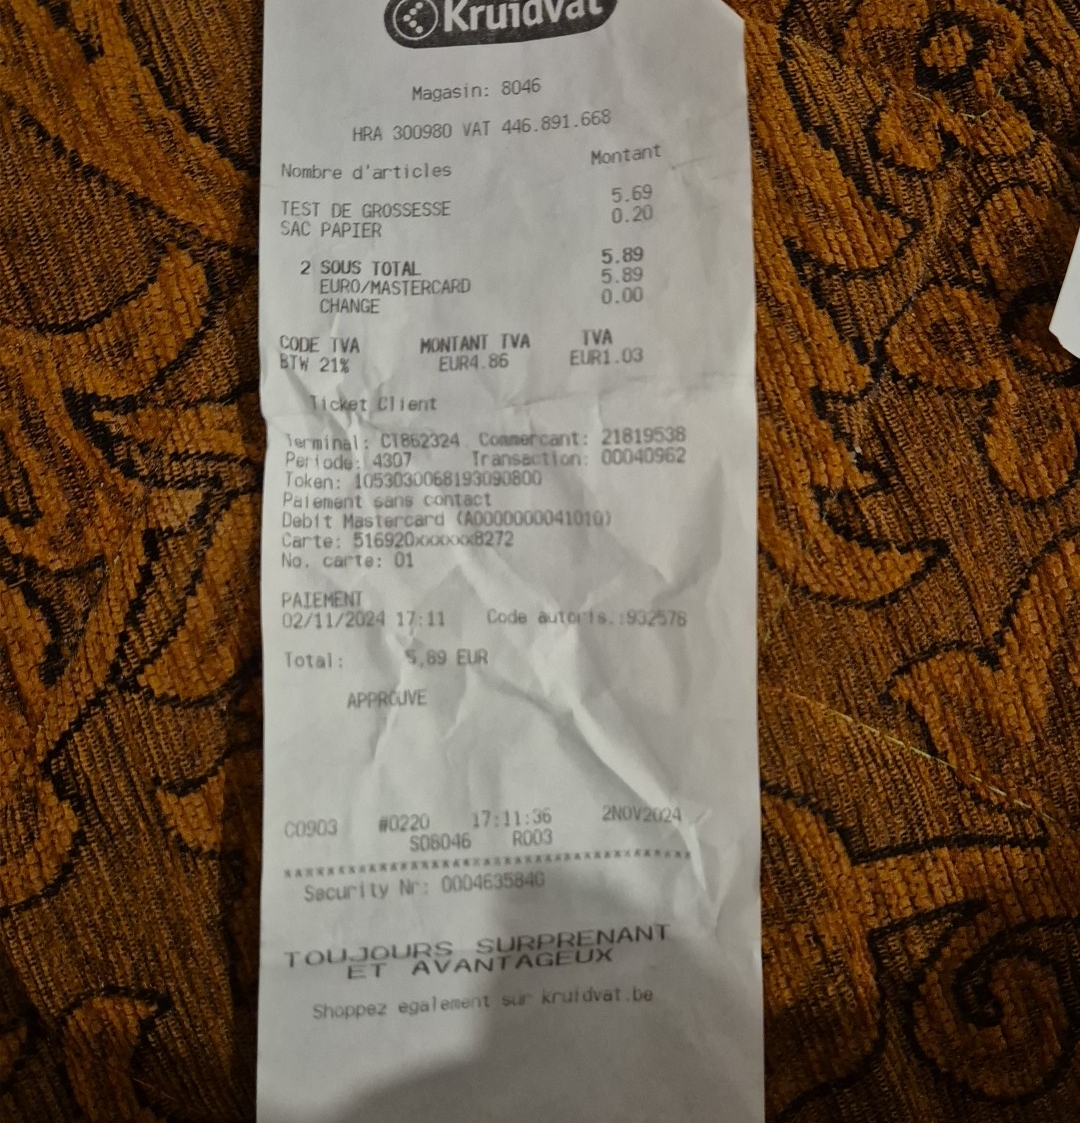 Kruidvat
Magasin: 8046
HRA 300980 VAT 446.891.668
Nombre d'articles Montant
TEST DE GROSSESSE 5.69
SAC PAPIER 0.20
2 SOUS TOTAL 5.89
EURO/MASTERCARD 5.89
CHANGE 0.00
CODE TVA MONTANT TVA TVA
BTW 21% EUR4.86 EUR1.03
Ticket Client
Terminal: CT862324 Commercant: 21819538
Periode: 4307 Transaction: 00040962
Token: 1053030068193090800
Paiement sans contact
Debit Mastercard (A0000000041010)
Carte: 516920xxxxxx8272
No. carte: 01
PAIEMENT
02/11/2024 17:11 Code autoris.:932578
Total: 5,89 EUR
APPROUVE
C0903 #0220 17:11:36 2NOV2024
S08046 R003
Security Nr: 0004635840
TOUJOURS SURPRENANT
ET AVANTAGEUX
Shoppez egalement sur kruidvat.be